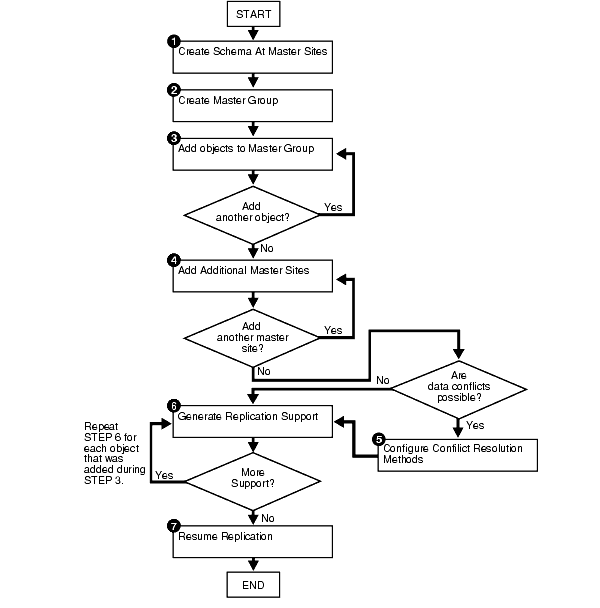 START
1
Create Schema At Master Sites
2
Create Master Group
3
Add objects to Master Group
Add
another object?
Yes
No
4
Add Additional Master Sites
Add
another master
site?
Yes
No
Are
data conflicts
possible?
No
Yes
5
Configure Confilict Resolution
Methods
6
Generate Replication Support
Repeat
STEP 6 for
each object
that was
added during
STEP 3.
More
Support?
Yes
No
7
Resume Replication
END